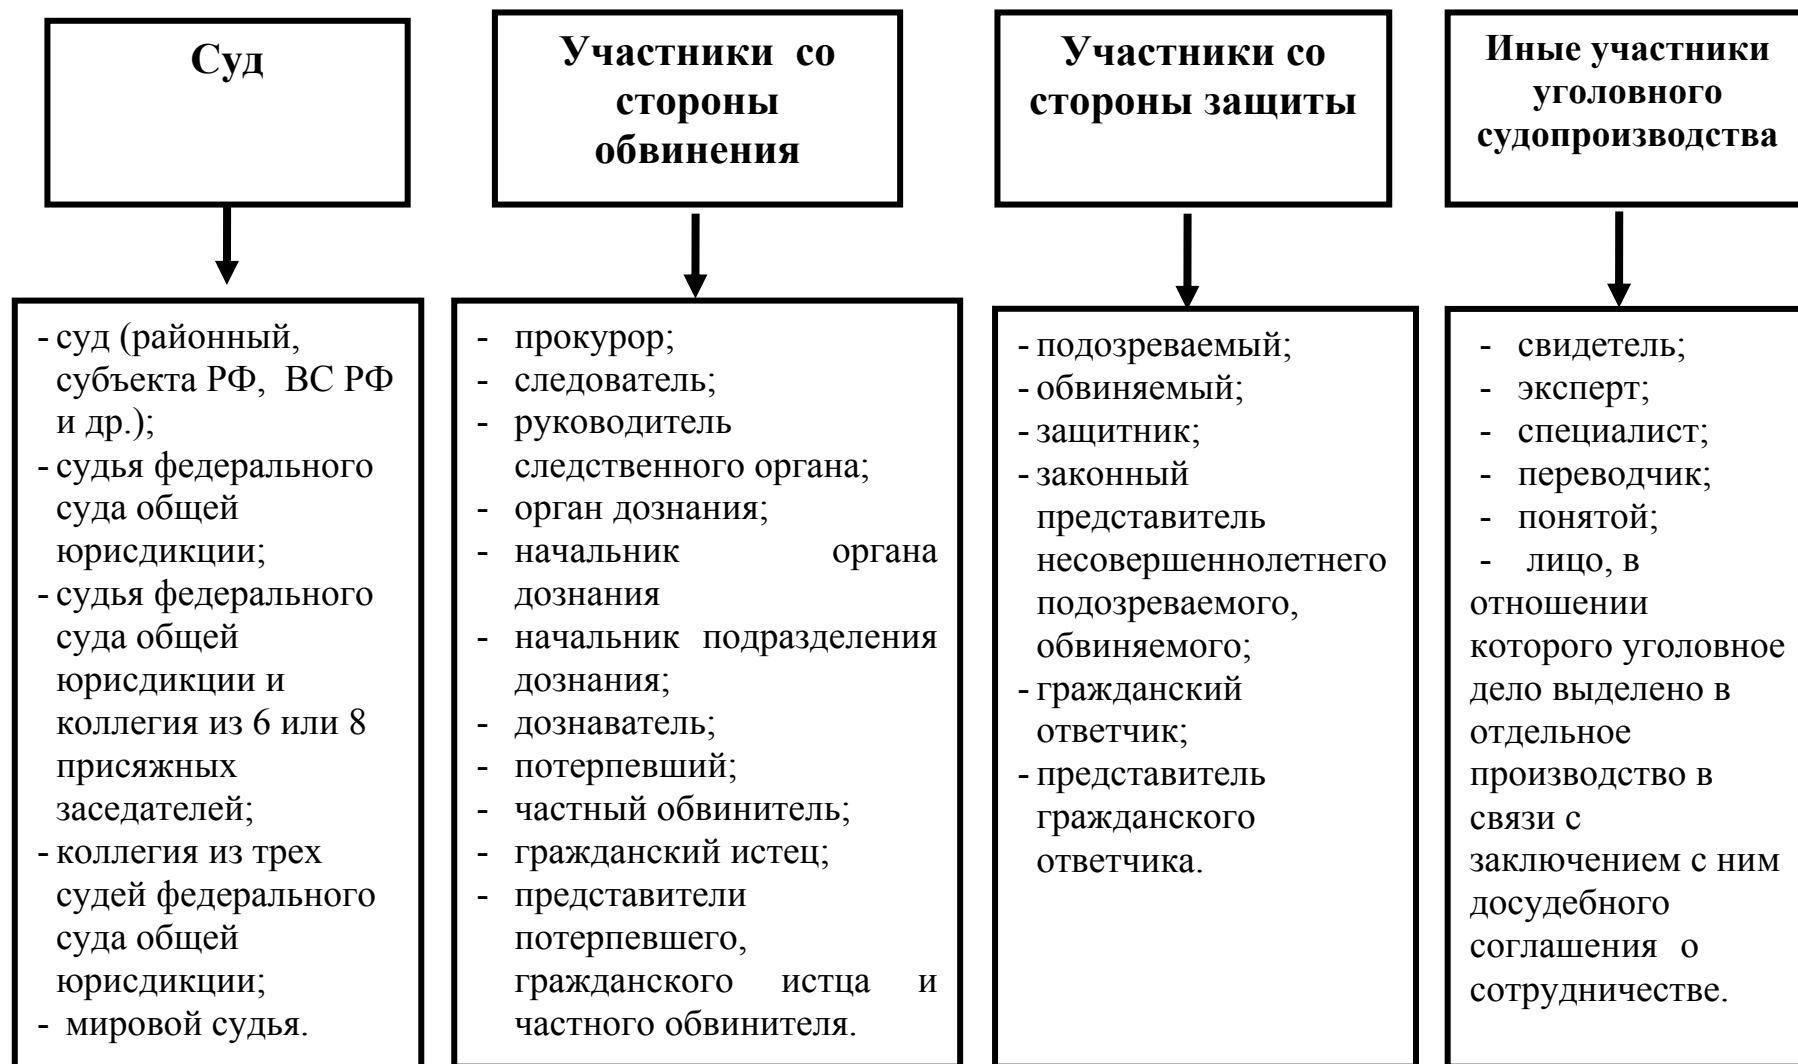 Суд
- суд (районный,
субъекта РФ, ВС РФ
и др.);
- судья федерального
суда общей
юрисдикции;
- судья федерального
суда общей
юрисдикции и
коллегия из 6 или 8
присяжных
заседателей;
- коллегия из трех
судей федерального
суда общей
юрисдикции;
- мировой судья.
Участники со
стороны
обвинения
- прокурор;
- следователь;
- руководитель
следственного органа;
- орган дознания;
- начальник органа
дознания
- начальник подразделения
дознания;
- дознаватель;
- потерпевший;
- частный обвинитель;
- гражданский истец;
- представители
потерпевшего,
гражданского истца и
частного обвинителя.
Участники со
стороны защиты
- подозреваемый;
- обвиняемый;
- защитник;
- законный
представитель
несовершеннолетнего
подозреваемого,
обвиняемого;
- гражданский
ответчик;
- представитель
гражданского
ответчика.
Иные участники
уголовного
судопроизводства
- свидетель;
- эксперт;
- специалист;
- переводчик;
- понятой;
- лицо, в
отношении
которого уголовное
дело выделено в
отдельное
производство в
связи с
заключением с ним
досудебного
соглашения о
сотрудничестве.